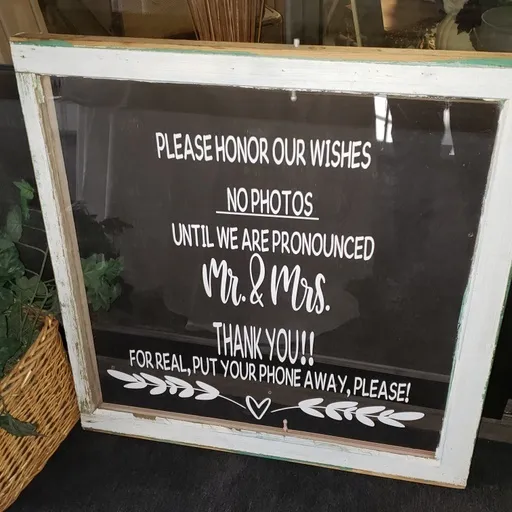 PLEASE HONOR OUR WISHES
NO PHOTOS
UNTIL WE ARE PRONOUNCED
Mr. & Mrs.
THANK YOU!!
FOR REAL, PUT YOUR PHONE AWAY, PLEASE!